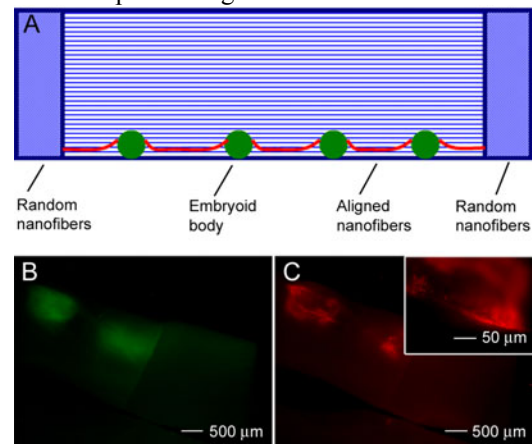 A
Random
nanofibers
Embryoid
body
Aligned
nanofibers
Random
nanofibers
B
500 μm
C
50 μm
500 μm